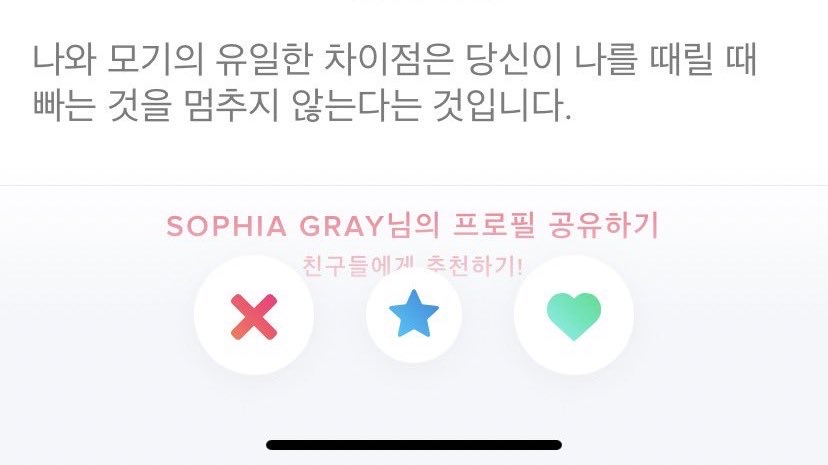 나와 모기의 유일한 차이점은 당신이 나를 때릴 때
빠는 것을 멈추지 않는다는 것입니다.
SOPHIA GRAY님의 프로필 공유하기
친구들에게 추천하기!